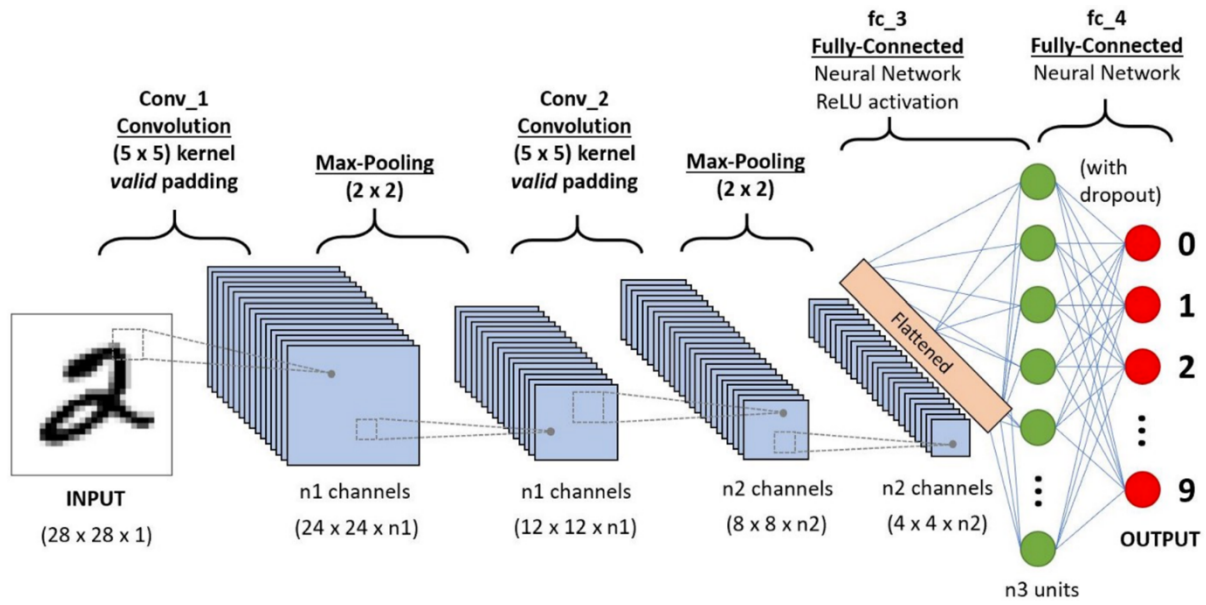 fc_3
Fully-Connected
Neural Network
ReLU activation
fc_4
Fully-Connected
Neural Network
Conv_1
Convolution
(5 x 5) kernel
valid padding
Max-Pooling
(2 x 2)
Conv_2
Convolution
(5 x 5) kernel
valid padding
Max-Pooling
(2 x 2)
(with
dropout)
Flattened
0
1
2
9
OUTPUT
INPUT
(28 x 28 x 1)
n1 channels
(24 x 24 x n1)
n1 channels
(12 x 12 x n1)
n2 channels
(8 x 8 x n2)
n2 channels
(4 x 4 x n2)
n3 units
2